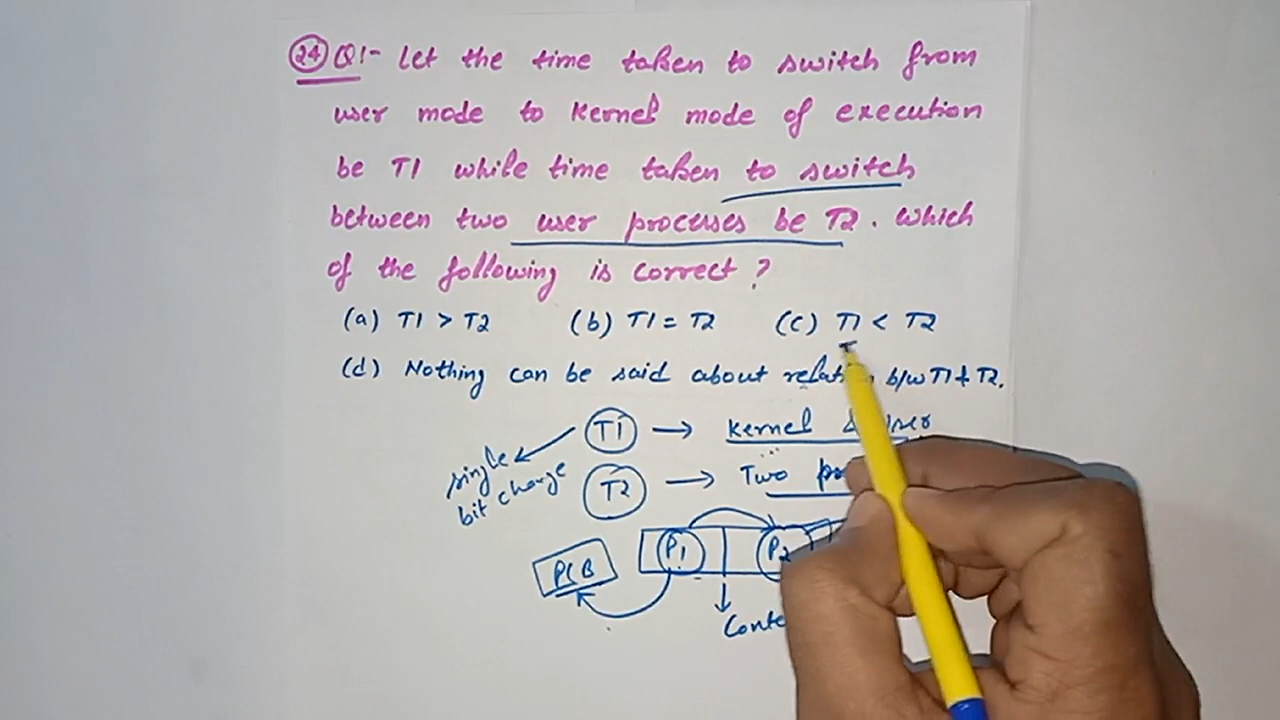 24 Q1- Let the time taken to switch from
user mode to Kernel mode of execution
be T1 while time taken to switch
between two user processes be T2. Which
of the following is correct ?
(a) T1 > T2 (b) T1 = T2 (c) T1 < T2
(d) Nothing can be said about b/w T1 & T2.
T1 → Kernel
single
bit change
T2 → Two
P1 P2
PCB